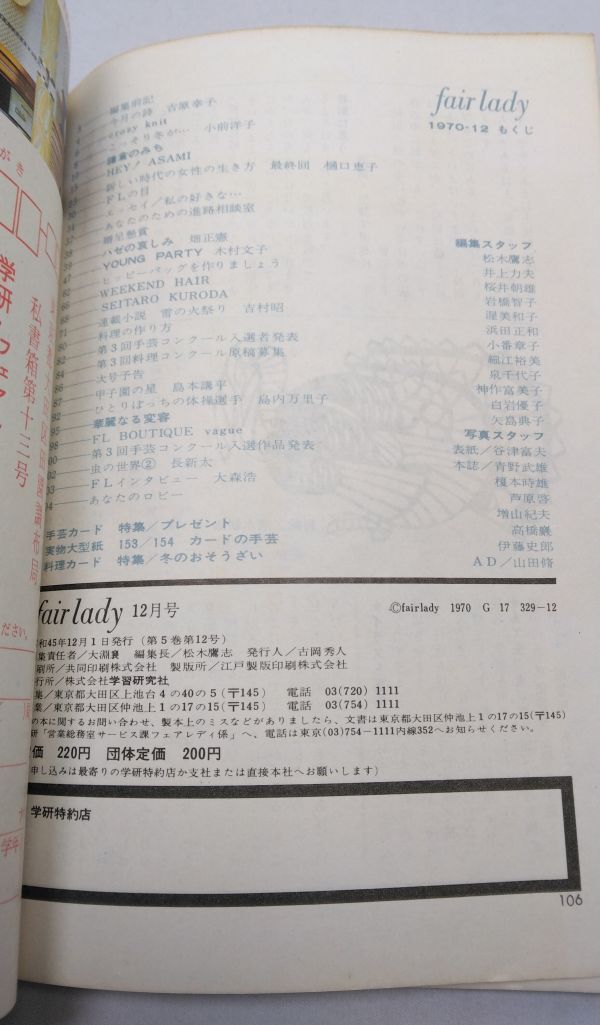 fair lady
1970-12 もくじ
編集前記
今月の詩 吉原幸子
crazy knit
こっそり冬が… 小前洋子
鎌倉のみち
HEY! ASAMI
新しい時代の女性の生き方 最終回 樋口恵子
FLの目
エッセイ/私の好きな…
あなたのための進路相談室
ハゼの哀しみ 畑正憲
YOUNG PARTY 木村文子
ヒッピーバッグを作りましょう
WEEKEND HAIR
SEITARO KURODA
連載小説 雪の火祭り 吉村昭
料理の作り方
第3回手芸コンクール入選者発表
第3回料理コンクール原稿募集
次号予告
甲子園の星 島本講平
ひとりぼっちの体操選手 島内万里子
華麗なる変容
FL BOUTIQUE vague
第3回手芸コンクール入選作品発表
虫の世界② 長新太
FLインタビュー 大森浩
あなたのロビー
手芸カード 特集/プレゼント
実物大型紙 153/154 カードの手芸
料理カード 特集/冬のおそうざい
編集スタッフ
松木鷹志
井上力夫
桜井朝雄
岩橋智子
渥美和子
浜田正和
小番章子
細江裕美
泉千代子
神作富美子
白岩優子
矢島典子
写真スタッフ
表紙/谷津富夫
本誌/青野武雄
榎本時雄
芦原啓
増山紀夫
高橋巖
伊藤史郎
AD/山田脩
fair lady 12月号
©fair lady 1970 G 17 329-12
和45年12月1日発行(第5巻第12号)
集責任者/大淵 編集長/松木鷹志 発行人/古岡秀人
刷所/共同印刷株式会社 製版所/江戸製版印刷株式会社
行所/株式会社学習研究社
集/東京都大田区上池台4の40の5(〒145) 電話 03(720)1111
業/東京都大田区仲池上1の17の15(〒145) 電話 03(754)1111
の本に関するお問い合わせ、製本上のミスなどがありましたら、文書は東京都大田区仲池上1の17の15(〒145)
研「営業総務室サービス課フェアレディ係」へ、電話は東京(03)754-1111内線352へお知らせください。
価 220円 団体定価 200円
申し込みは最寄りの学研特約店か支社または直接本社へお願いします)
学研特約店
106
がき
私書箱第十三号
ださい。
学年